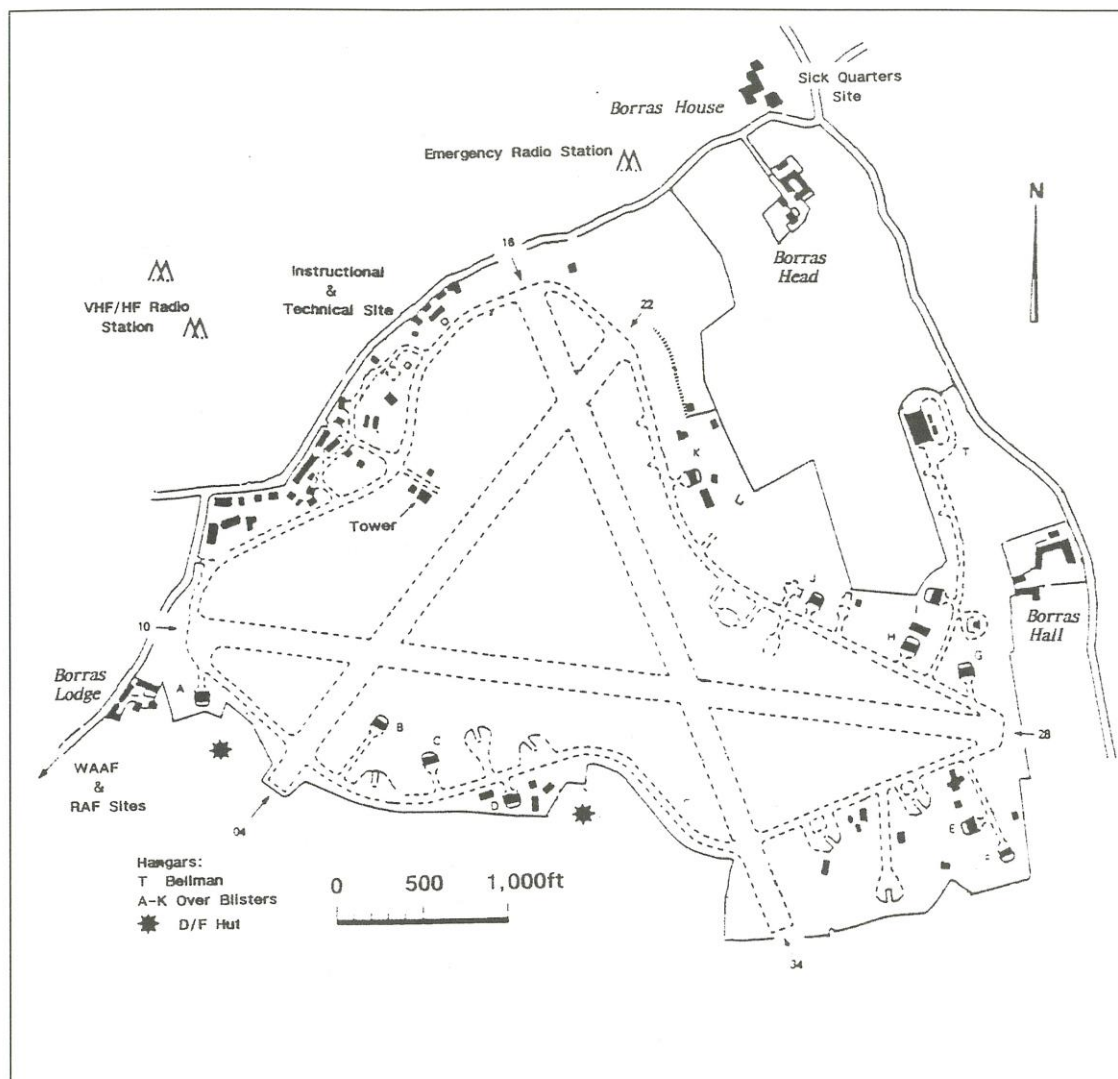 Sick Quarters
Site
Borras House
Emergency Radio Station
N
Borras
Head
16
Instructional
&
Technical Site
VHF/HF Radio
Station
22
K
T
Tower
J
H
Borras
Hall
G
10
Borras
Lodge
A
B
C
28
WAAF
&
RAF Sites
D
E
F
04
Hangars:
T Bellman
A-K Over Blisters
D/F Hut
0 500 1,000ft
34